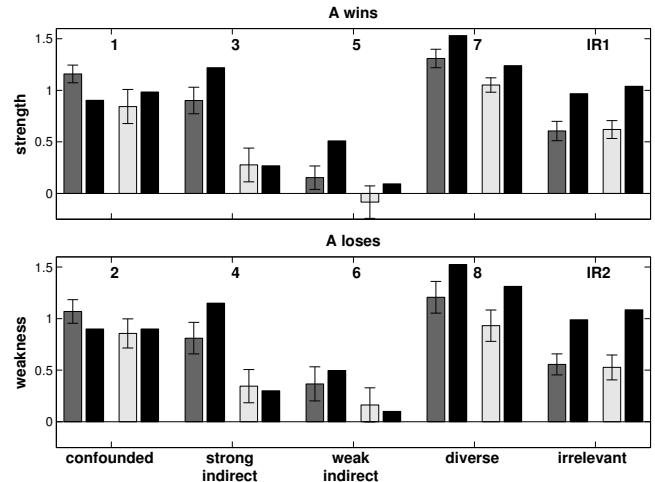 A wins
1.5
1 3 5 7 IR1
1
0.5
0
strength
A loses
1.5
2 4 6 8 IR2
1
0.5
0
weakness
confounded strong indirect weak indirect diverse irrelevant